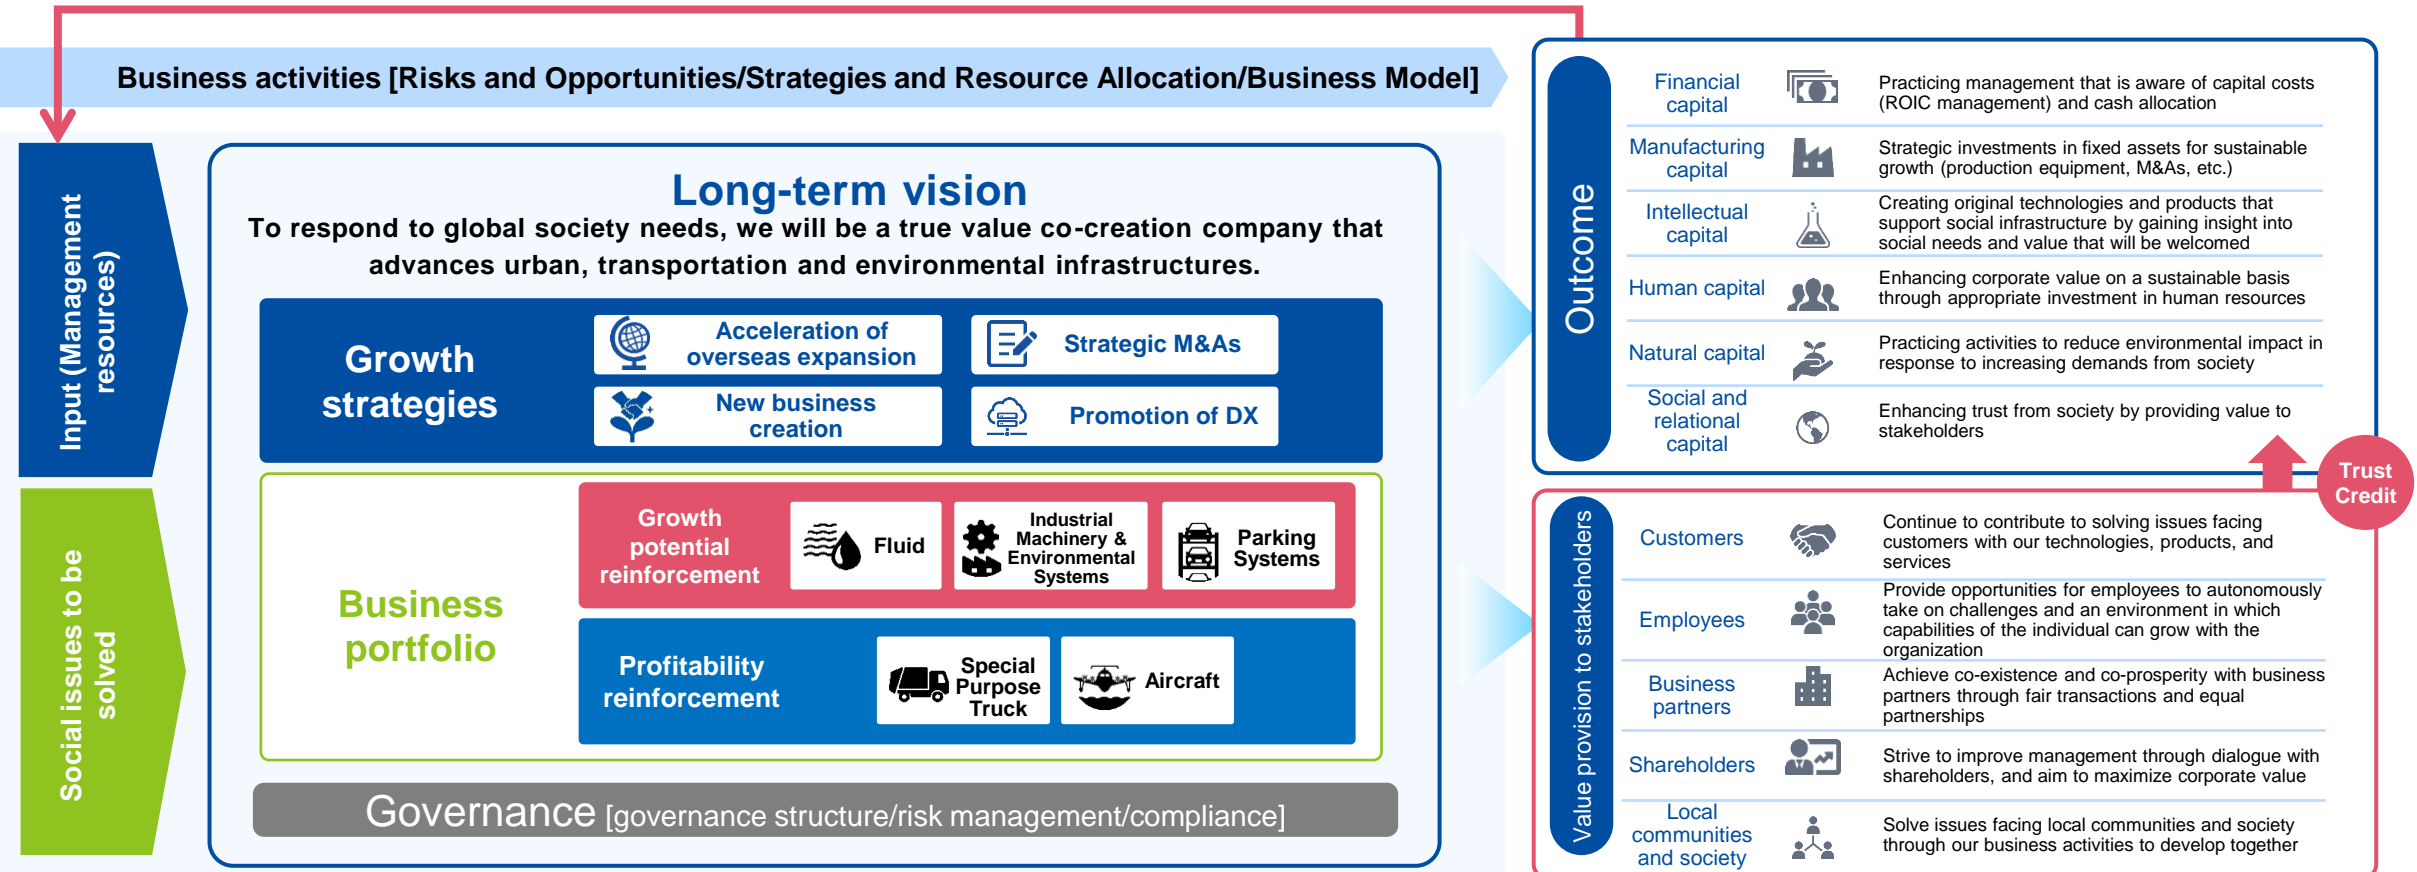 Business activities [Risks and Opportunities/Strategies and Resource Allocation/Business Model]
Input (Management
resources)
Social issues to be
solved
Long-term vision
To respond to global society needs, we will be a true value co-creation company that
advances urban, transportation and environmental infrastructures.
Growth
strategies
Acceleration of
overseas expansion
Strategic M&As
New business
creation
Promotion of DX
Business
portfolio
Growth
potential
reinforcement
Fluid
Industrial
Machinery &
Environmental
Systems
Parking
Systems
Profitability
reinforcement
Special
Purpose
Truck
Aircraft
Governance [governance structure/risk management/compliance]
Outcome
Financial
capital
Practicing management that is aware of capital costs
(ROIC management) and cash allocation
Manufacturing
capital
Strategic investments in fixed assets for sustainable
growth (production equipment, M&As, etc.)
Intellectual
capital
Creating original technologies and products that
support social infrastructure by gaining insight into
social needs and value that will be welcomed
Human capital
Enhancing corporate value on a sustainable basis
through appropriate investment in human resources
Natural capital
Practicing activities to reduce environmental impact in
response to increasing demands from society
Social and
relational
capital
Enhancing trust from society by providing value to
stakeholders
Trust
Credit
Value provision to stakeholders
Customers
Continue to contribute to solving issues facing
customers with our technologies, products, and
services
Employees
Provide opportunities for employees to autonomously
take on challenges and an environment in which
capabilities of the individual can grow with the
organization
Business
partners
Achieve co-existence and co-prosperity with business
partners through fair transactions and equal
partnerships
Shareholders
Strive to improve management through dialogue with
shareholders, and aim to maximize corporate value
Local
communities
and society
Solve issues facing local communities and society
through our business activities to develop together